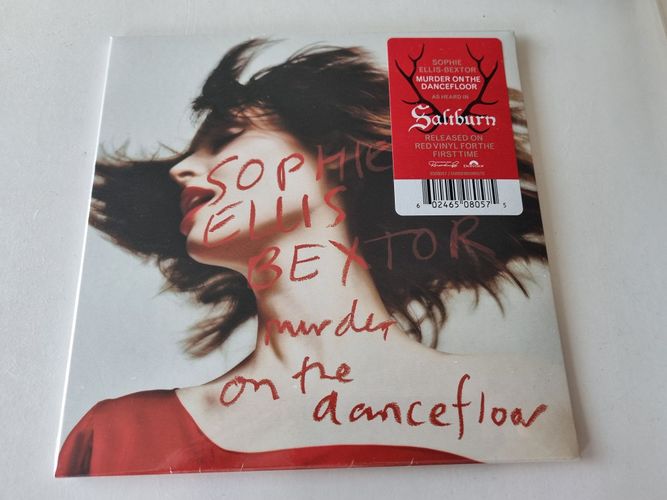 SOPHIE
ELLIS
BEXTOR
murder
on the
dancefloor
SOPHIE
ELLIS-BEXTOR
MURDER ON THE
DANCEFLOOR
AS HEARD IN
Saltburn
RELEASED ON
RED VINYL FOR THE
FIRST TIME
6 02465 08057 5